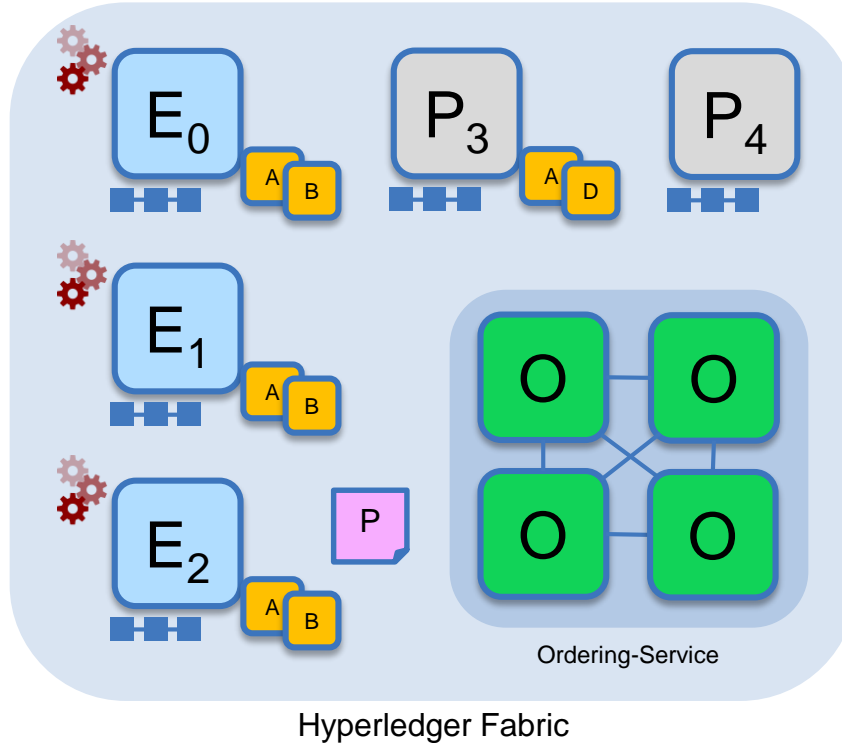 E₀
A
B
P₃
A
D
P₄
E₁
A
B
E₂
A
B
P
O
O
O
O
Ordering-Service
Hyperledger Fabric